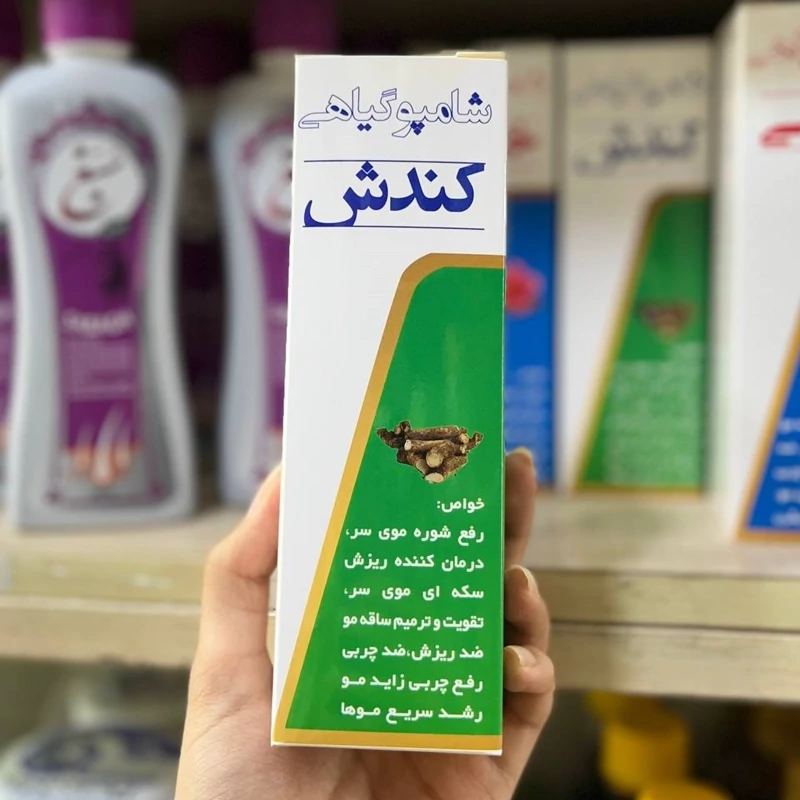 شامپو گیاهی
کندش
خواص:
رفع شوره موی سر،
درمان کننده ریزش
سکه ای موی سر،
تقویت و ترمیم ساقه مو
ضد ریزش،ضد چربی
رفع چربی زاید مو
رشد سریع موها
کندش